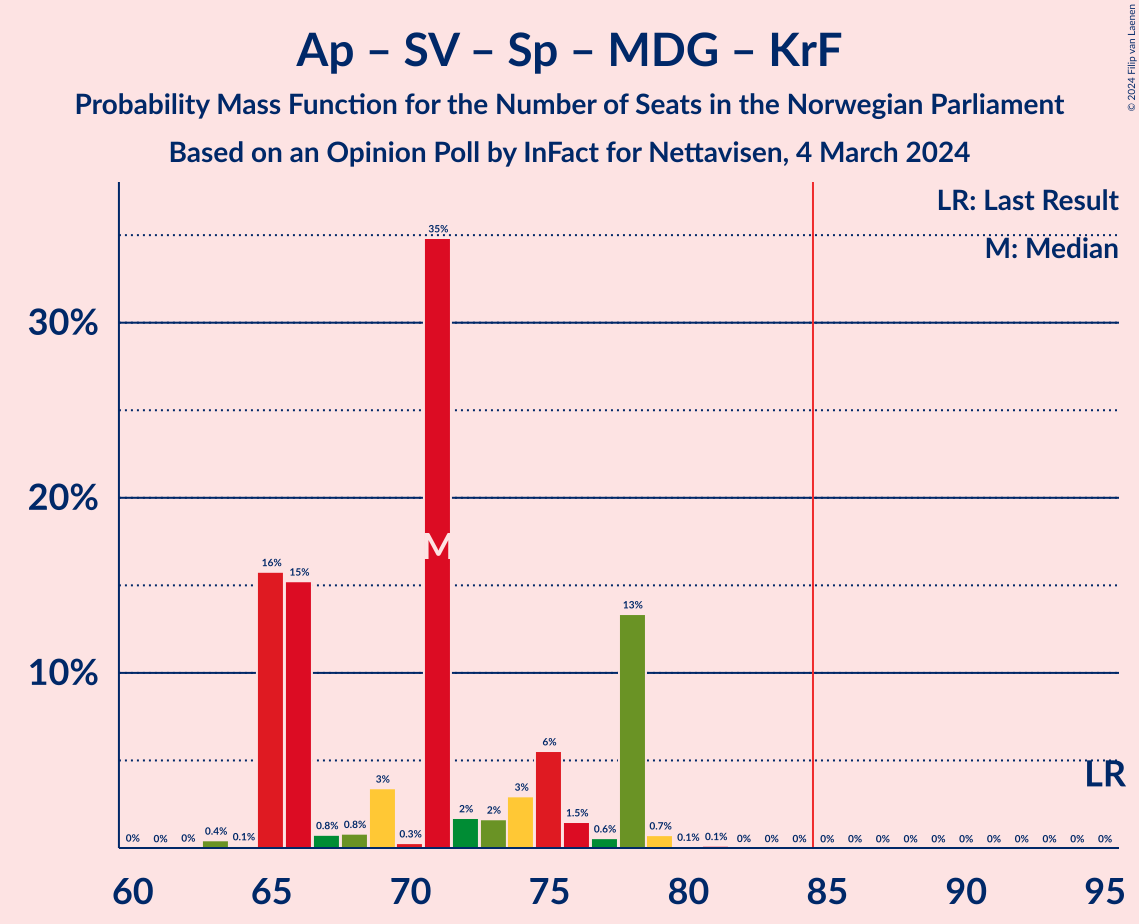 Ap – SV – Sp – MDG – KrF
Probability Mass Function for the Number of Seats in the Norwegian Parliament
Based on an Opinion Poll by InFact for Nettavisen, 4 March 2024
© 2024 Filip van Laenen
LR: Last Result
M: Median
30%
20%
10%
0% 0% 0% 0.4% 0.1% 16% 15% 0.8% 0.8% 3% 0.3% 35% 2% 2% 3% 6% 1.5% 0.6% 13% 0.7% 0.1% 0.1% 0% 0% 0% 0% 0% 0% 0% 0% 0% 0% 0% 0% 0% 0%
M
LR
60 65 70 75 80 85 90 95